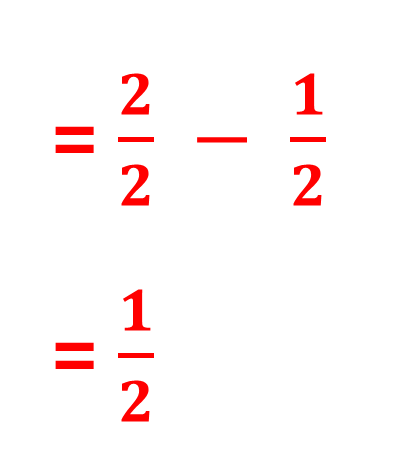 = 2/2 − 1/2
= 1/2